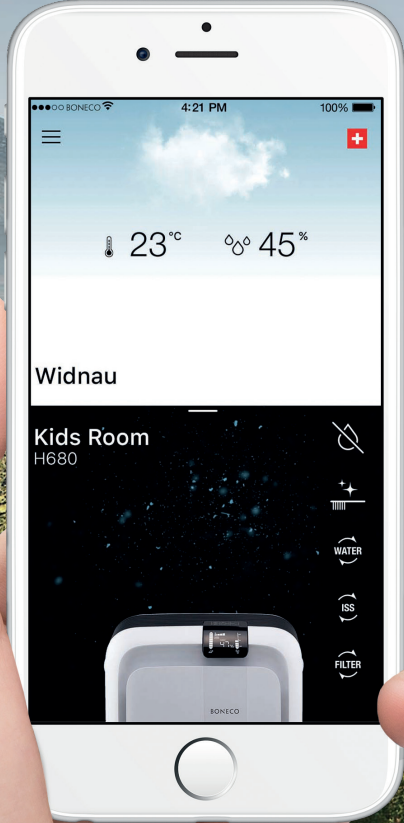 ●●●○○ BONECO 4:21 PM 100%
23°C 45%
Widnau
Kids Room
H680
WATER
ISS
FILTER
BONECO